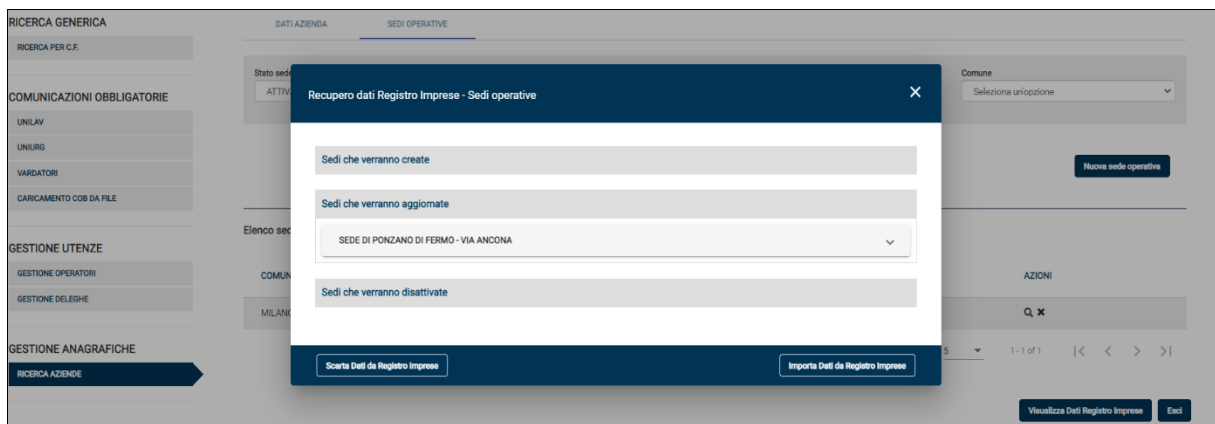 RICERCA GENERICA
RICERCA PER C.F.
COMUNICAZIONI OBBLIGATORIE
UNILAV
UNIURG
VARDATORI
CARICAMENTO COB DA FILE
GESTIONE UTENZE
GESTIONE OPERATORI
GESTIONE DELEGHE
GESTIONE ANAGRAFICHE
RICERCA AZIENDE
DATI AZIENDA SEDI OPERATIVE
Stato sede
ATTIV
Comune
Seleziona un'opzione
Nuova sede operativa
Elenco sed
COMUN
AZIONI
MILANO
5 1-1 of 1
Visualizza Dati Registro Imprese Esci
Recupero dati Registro Imprese - Sedi operative
Sedi che verranno create
Sedi che verranno aggiornate
SEDE DI PONZANO DI FERMO - VIA ANCONA
Sedi che verranno disattivate
Scarta Dati da Registro Imprese Importa Dati da Registro Imprese